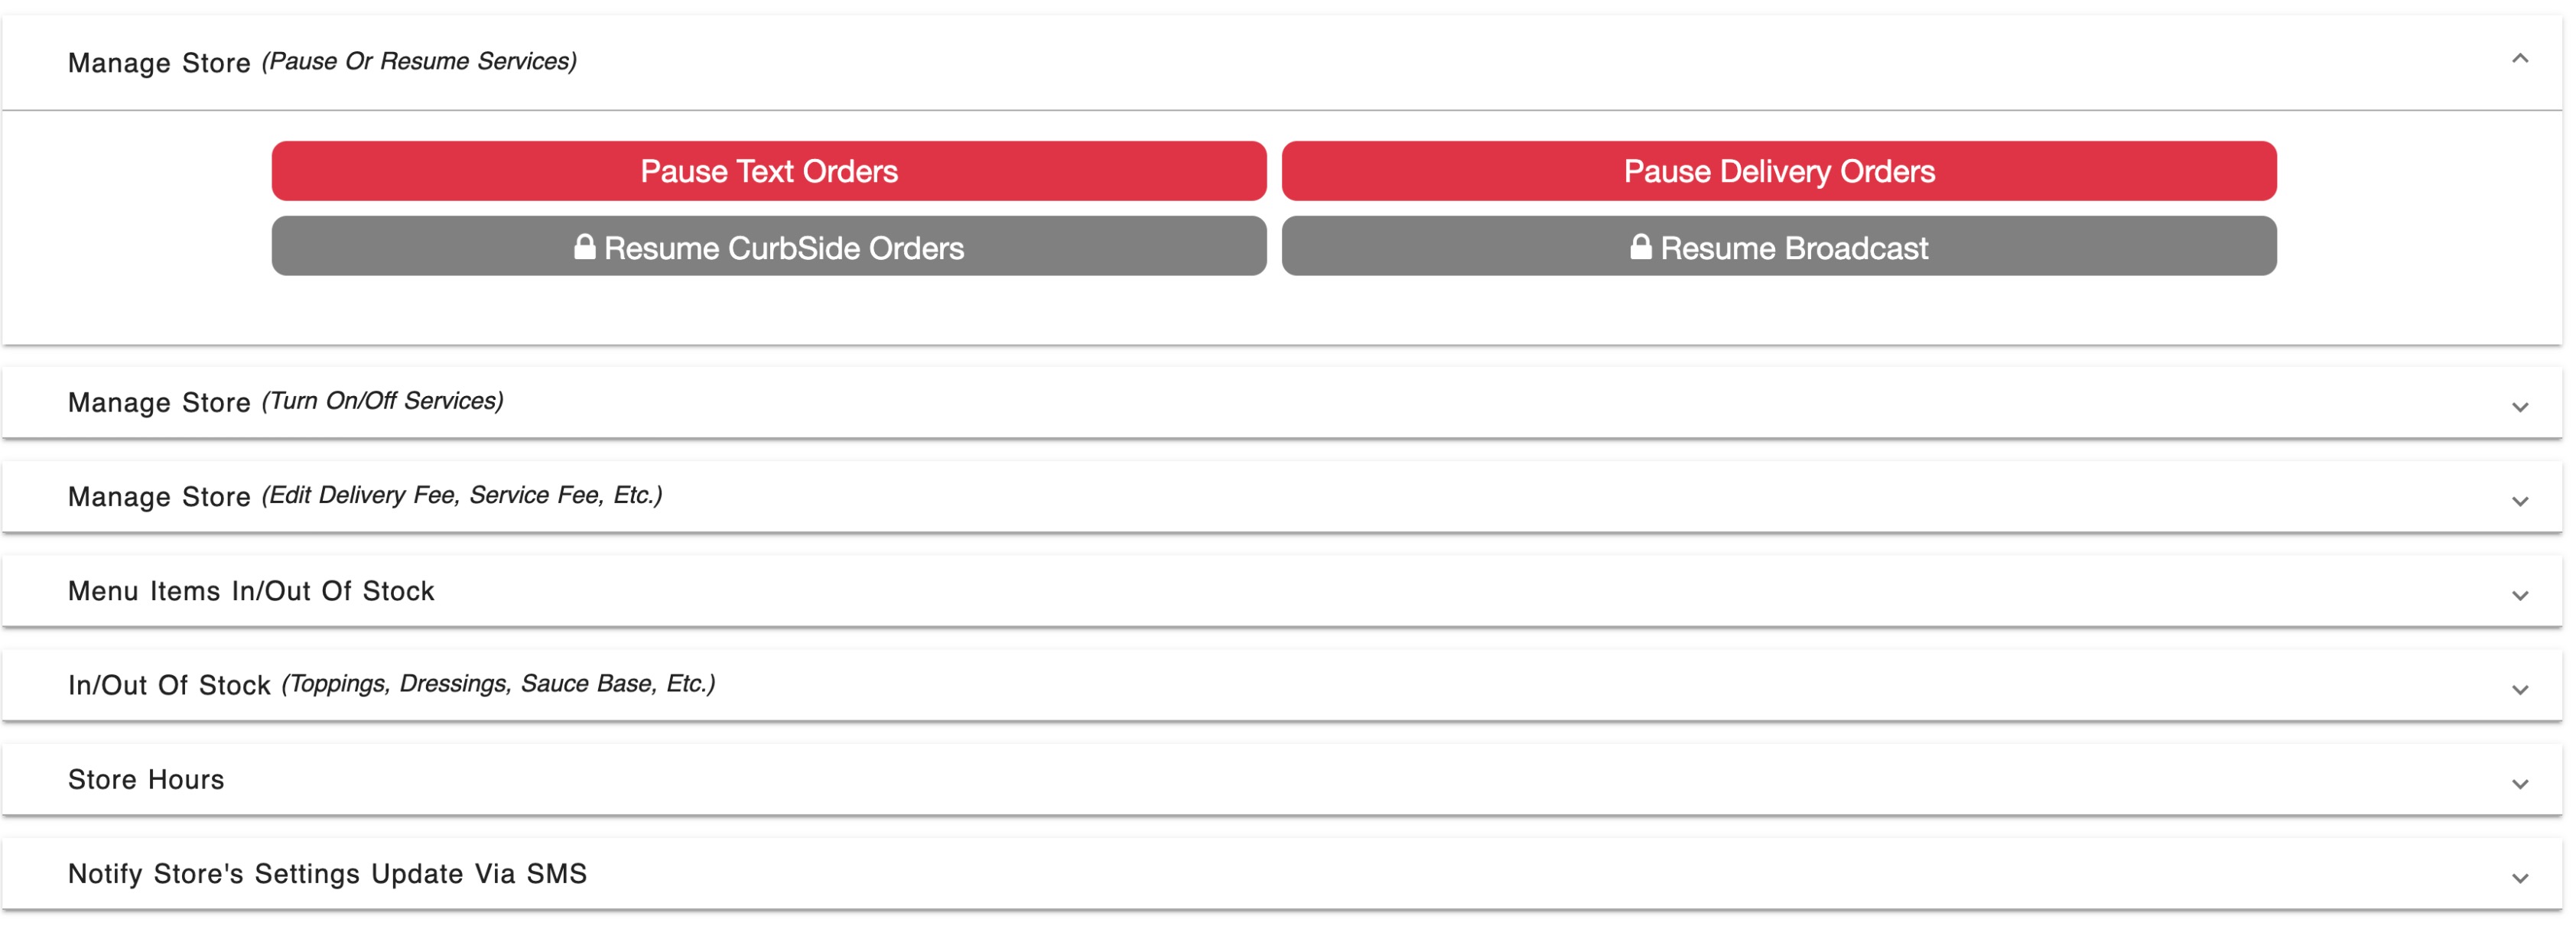 Manage Store (Pause Or Resume Services)
Pause Text Orders
Pause Delivery Orders
Resume CurbSide Orders
Resume Broadcast
Manage Store (Turn On/Off Services)
Manage Store (Edit Delivery Fee, Service Fee, Etc.)
Menu Items In/Out Of Stock
In/Out Of Stock (Toppings, Dressings, Sauce Base, Etc.)
Store Hours
Notify Store's Settings Update Via SMS